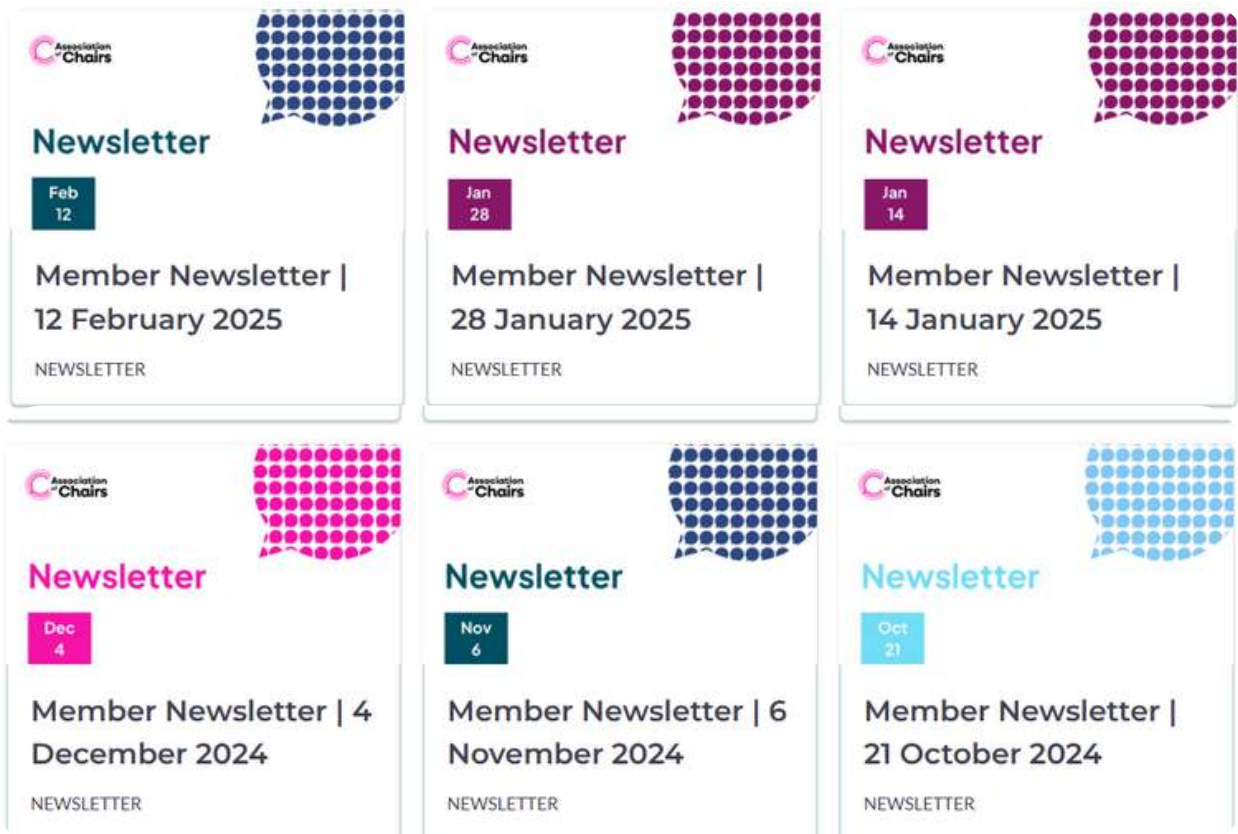 Association
of Chairs
Newsletter
Feb
12
Member Newsletter |
12 February 2025
NEWSLETTER
Association
of Chairs
Newsletter
Jan
28
Member Newsletter |
28 January 2025
NEWSLETTER
Association
of Chairs
Newsletter
Jan
14
Member Newsletter |
14 January 2025
NEWSLETTER
Association
of Chairs
Newsletter
Dec
4
Member Newsletter | 4
December 2024
NEWSLETTER
Association
of Chairs
Newsletter
Nov
6
Member Newsletter | 6
November 2024
NEWSLETTER
Association
of Chairs
Newsletter
Oct
21
Member Newsletter |
21 October 2024
NEWSLETTER